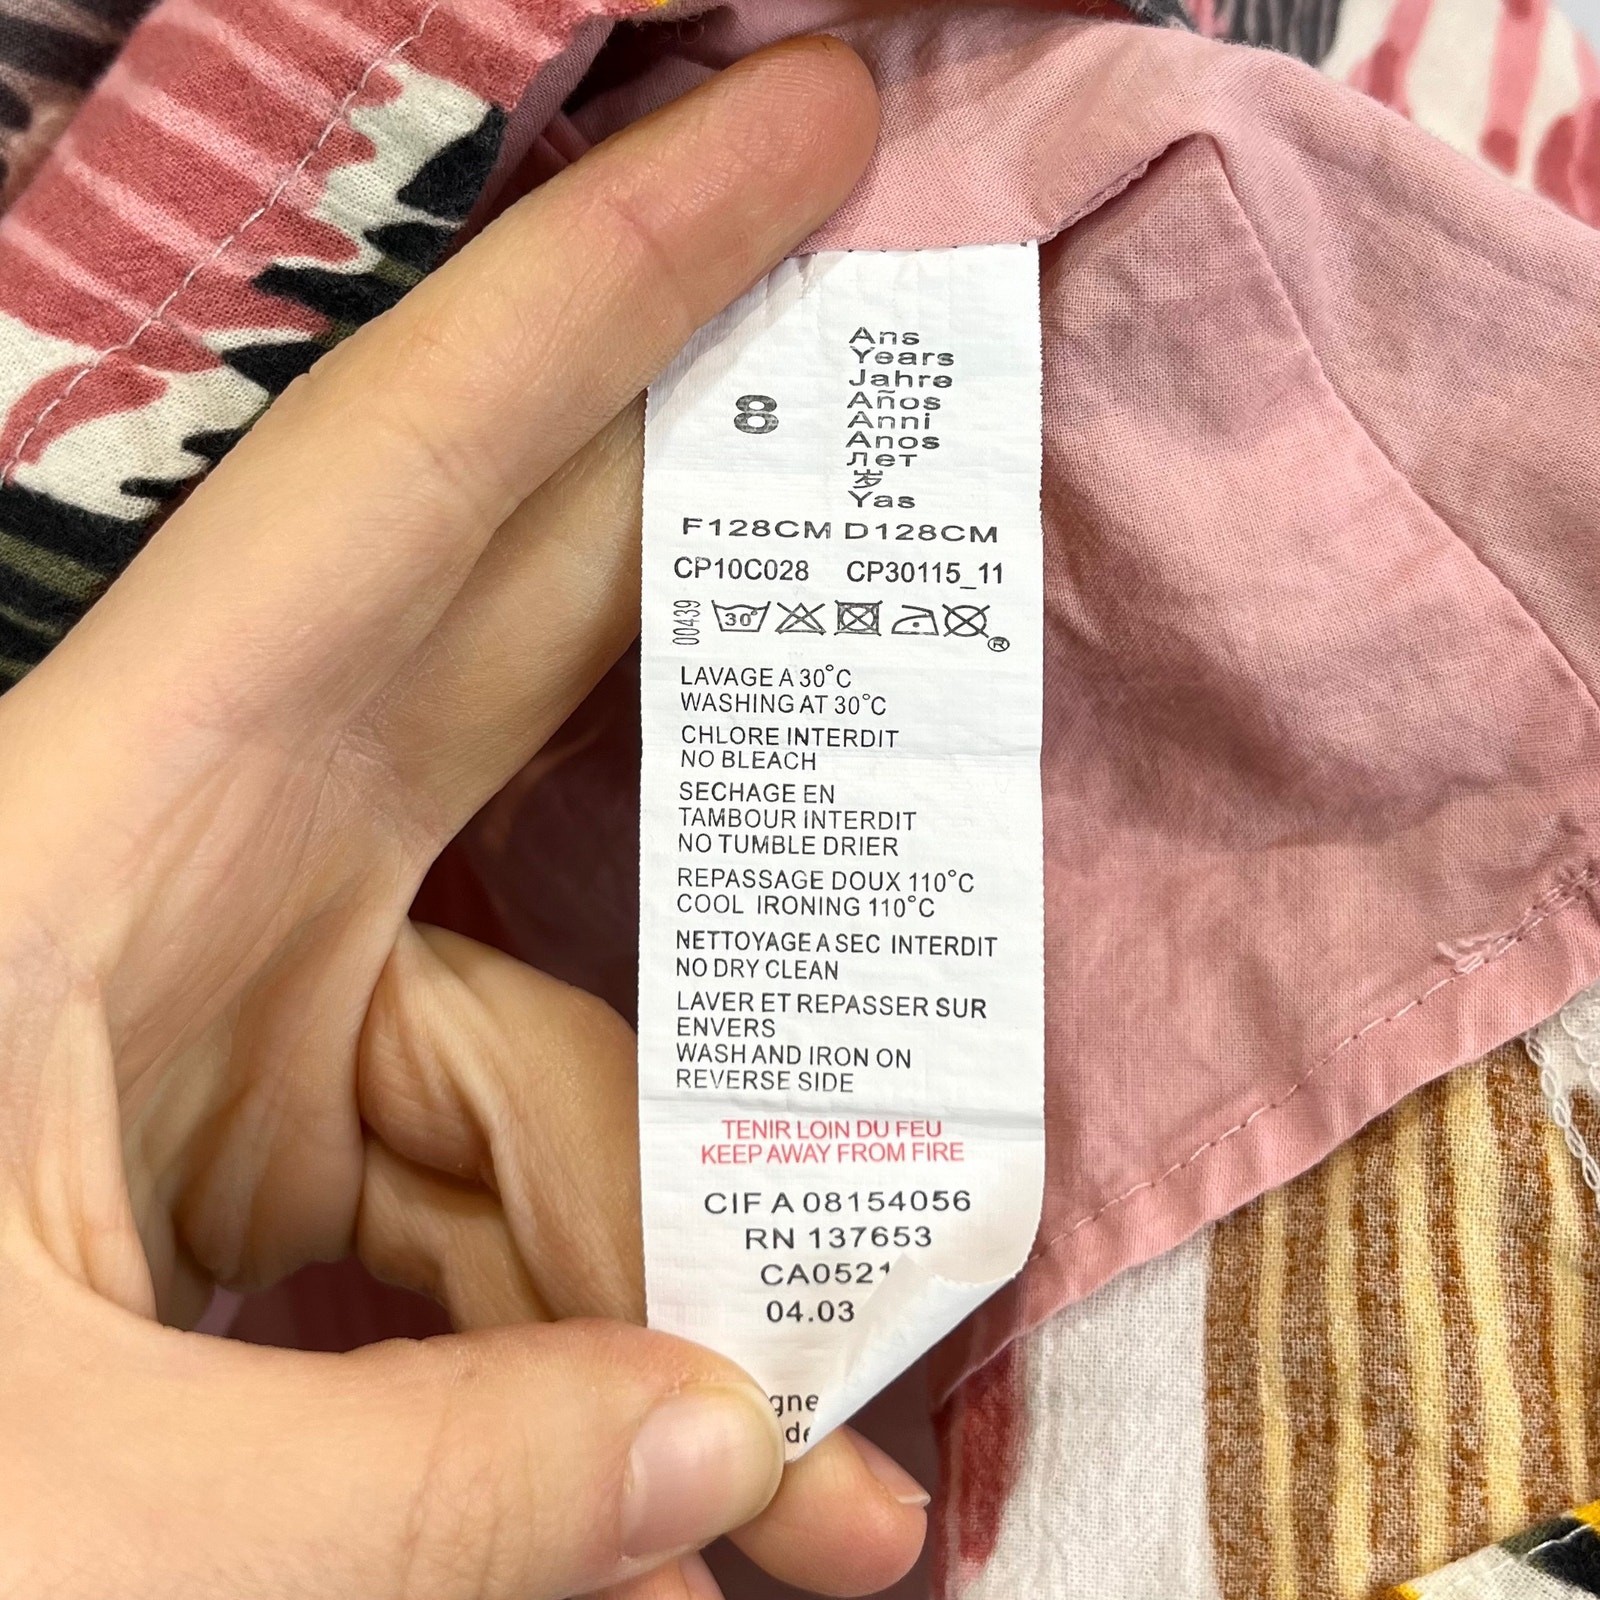 8
Ans
Years
Jahre
Años
Anni
Anos
лет
岁
Yas
F128CM D128CM
CP10C028 CP30115_11
00439
30°
®
LAVAGE A 30°C
WASHING AT 30°C
CHLORE INTERDIT
NO BLEACH
SECHAGE EN
TAMBOUR INTERDIT
NO TUMBLE DRIER
REPASSAGE DOUX 110°C
COOL IRONING 110°C
NETTOYAGE A SEC INTERDIT
NO DRY CLEAN
LAVER ET REPASSER SUR
ENVERS
WASH AND IRON ON
REVERSE SIDE
TENIR LOIN DU FEU
KEEP AWAY FROM FIRE
CIF A 08154056
RN 137653
CA0521
04.03